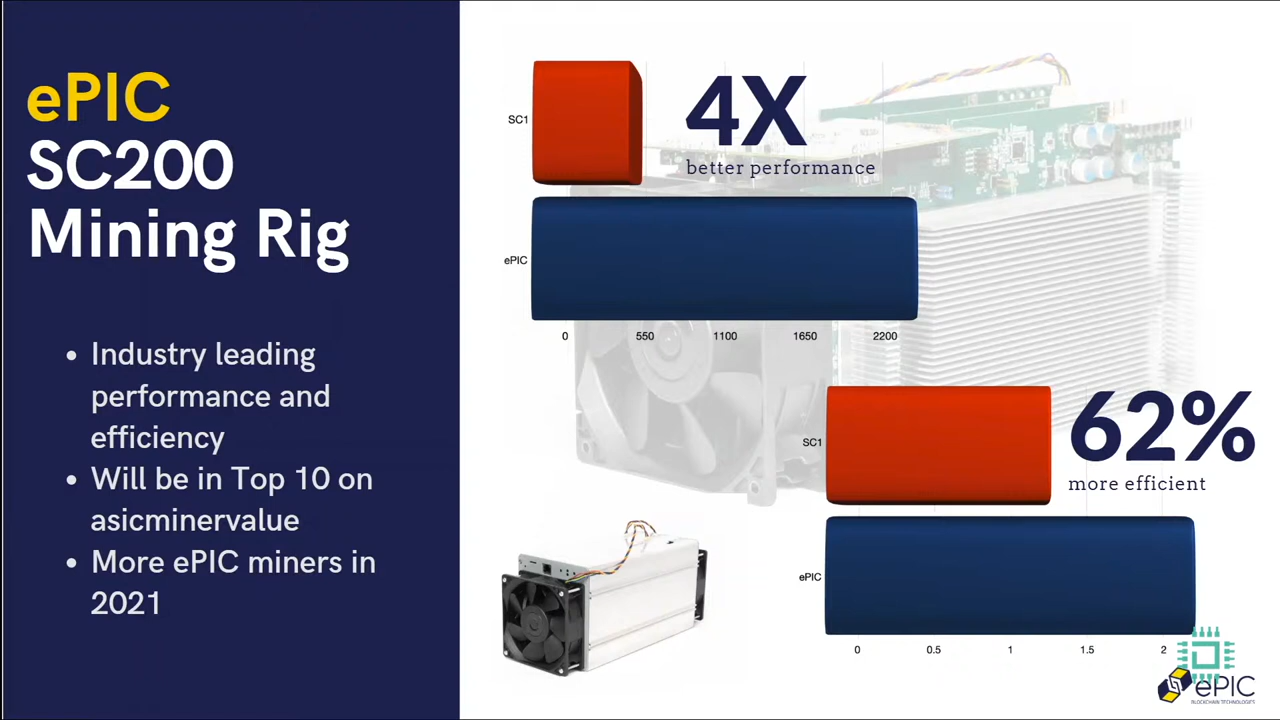 ePIC
SC200
Mining Rig
• Industry leading
performance and
efficiency
• Will be in Top 10 on
asicminervalue
• More ePIC miners in
2021
SC1
4X
better performance
ePIC
0 550 1100 1650 2200
SC1
62%
more efficient
ePIC
0 0.5 1 1.5 2
ePIC
BLOCKCHAIN TECHNOLOGIES